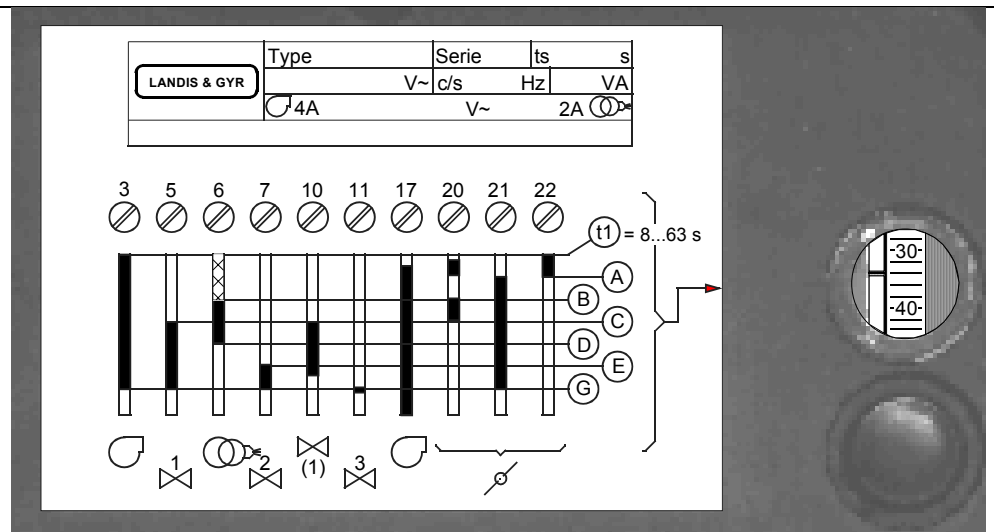 Type Serie ts s
LANDIS & GYR
V~ c/s Hz VA
4A V~ 2A
3 5 6 7 10 11 17 20 21 22
t1 = 8...63 s
A
B
C
D
E
G
-30-
-40-
1 2 (1) 3